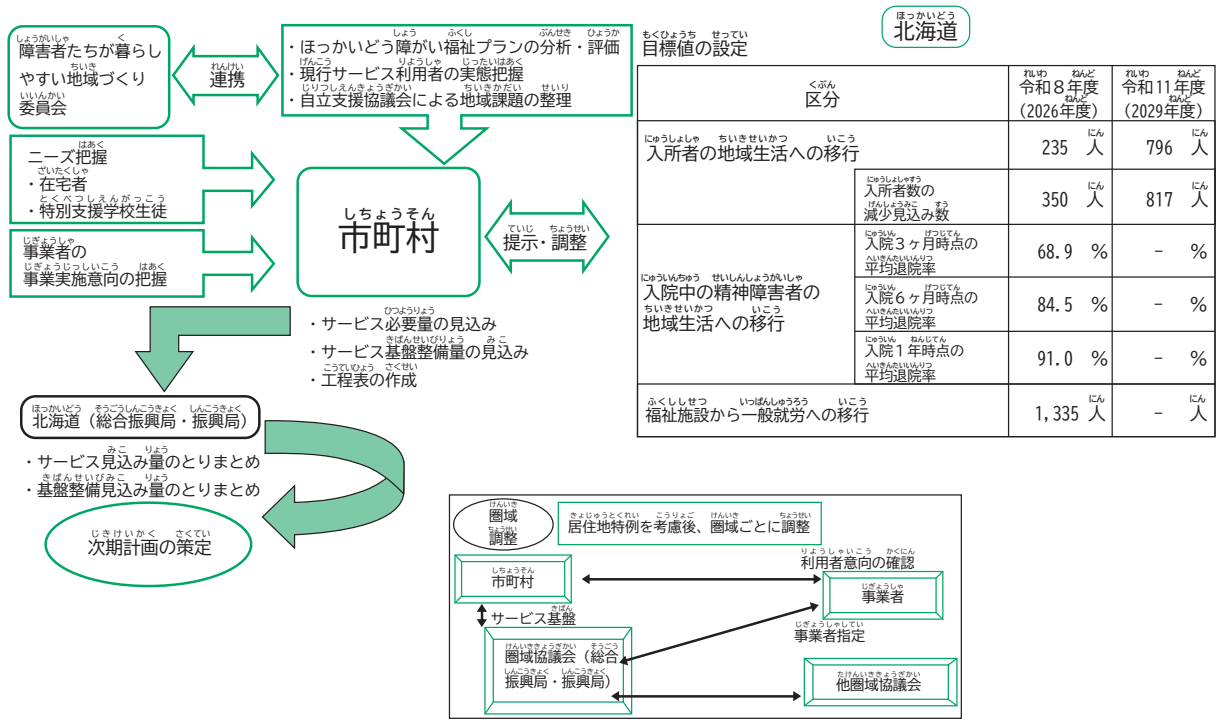 障害者たちが暮らし
やすい地域づくり
委員会
連携
・ほっかいどう障がい福祉プランの分析・評価
・現行サービス利用者の実態把握
・自立支援協議会による地域課題の整理
ニーズ把握
・在宅者
・特別支援学校生徒
事業者の
事業実施意向の把握
市町村
提示・調整
・サービス必要量の見込み
・サービス基盤整備量の見込み
・工程表の作成
北海道（総合振興局・振興局）
・サービス見込み量のとりまとめ
・基盤整備見込み量のとりまとめ
次期計画の策定
北海道
目標値の設定
区分 令和８年度 令和11年度
(2026年度) (2029年度)
入所者の地域生活への移行 235 人 796 人
入所者数の
減少見込み数 350 人 817 人
入院中の精神障害者の
地域生活への移行
入院３ヶ月時点の
平均退院率 68.9 % － %
入院６ヶ月時点の
平均退院率 84.5 % － %
入院１年時点の
平均退院率 91.0 % － %
福祉施設から一般就労への移行 1,335 人 － 人
圏域
調整
居住地特例を考慮後、圏域ごとに調整
利用者意向の確認
市町村
事業者
サービス基盤
事業者指定
圏域協議会（総合
振興局・振興局）
他圏域協議会